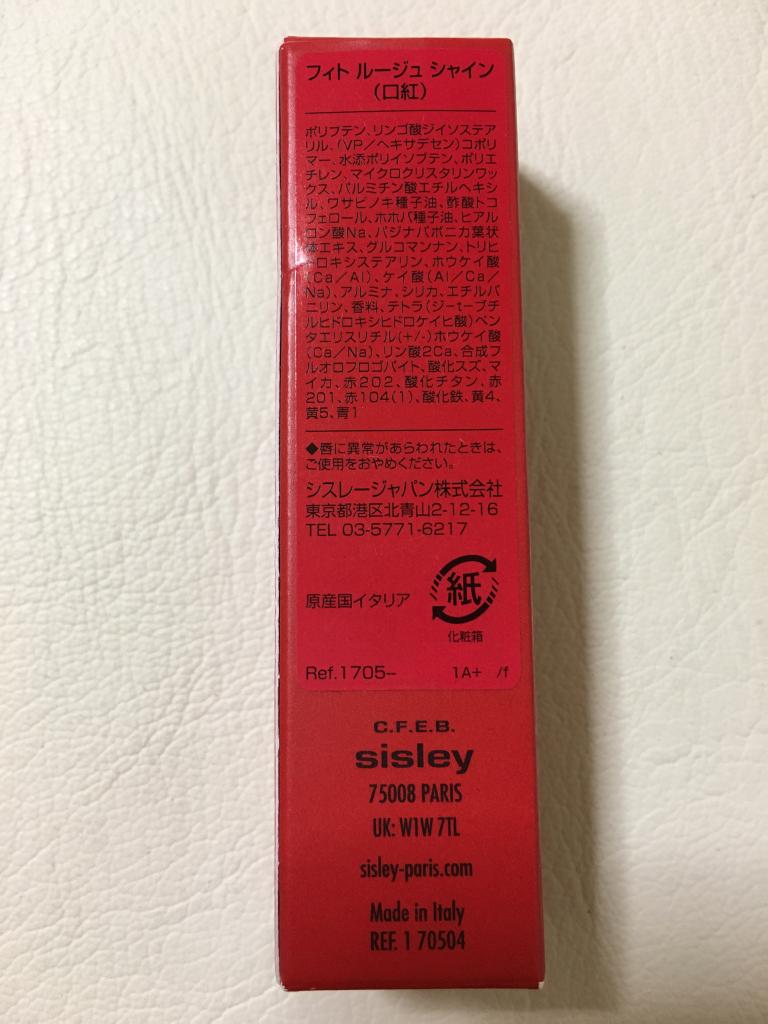 フィト ルージュ シャイン
(口紅)
ポリブテン、リンゴ酸ジイソステア
リル、(VP/ヘキサデセン)コポリ
マー、水添ポリイソブテン、ポリエ
チレン、マイクロクリスタリンワッ
クス、パルミチン酸エチルヘキシ
ル、ワサビノキ種子油、酢酸トコ
フェロール、ホホバ種子油、ヒアル
ロン酸Na、パジナパボニカ葉状
体エキス、グルコマンナン、トリヒ
ドロキシステアリン、ホウケイ酸
(Ca/Al)、ケイ酸(Al/Ca/
Na)、アルミナ、シリカ、エチルバ
ニリン、香料、テトラ(ジーtーブチ
ルヒドロキシヒドロケイヒ酸)ペン
タエリスリチル(+/-)ホウケイ酸
(Ca/Na)、リン酸2Ca、合成フ
ルオロフロゴパイト、酸化スズ、マ
イカ、赤202、酸化チタン、赤
201、赤104(1)、酸化鉄、黄4、
黄5、青1
◆唇に異常があらわれたときは、
ご使用をおやめください。
シスレージャパン株式会社
東京都港区北青山2-12-16
TEL 03-5771-6217
原産国イタリア
紙
化粧箱
Ref.1705-- 1A+ /f
C.F.E.B.
sisley
75008 PARIS
UK: W1W 7TL
sisley-paris.com
Made in Italy
REF. 1 70504